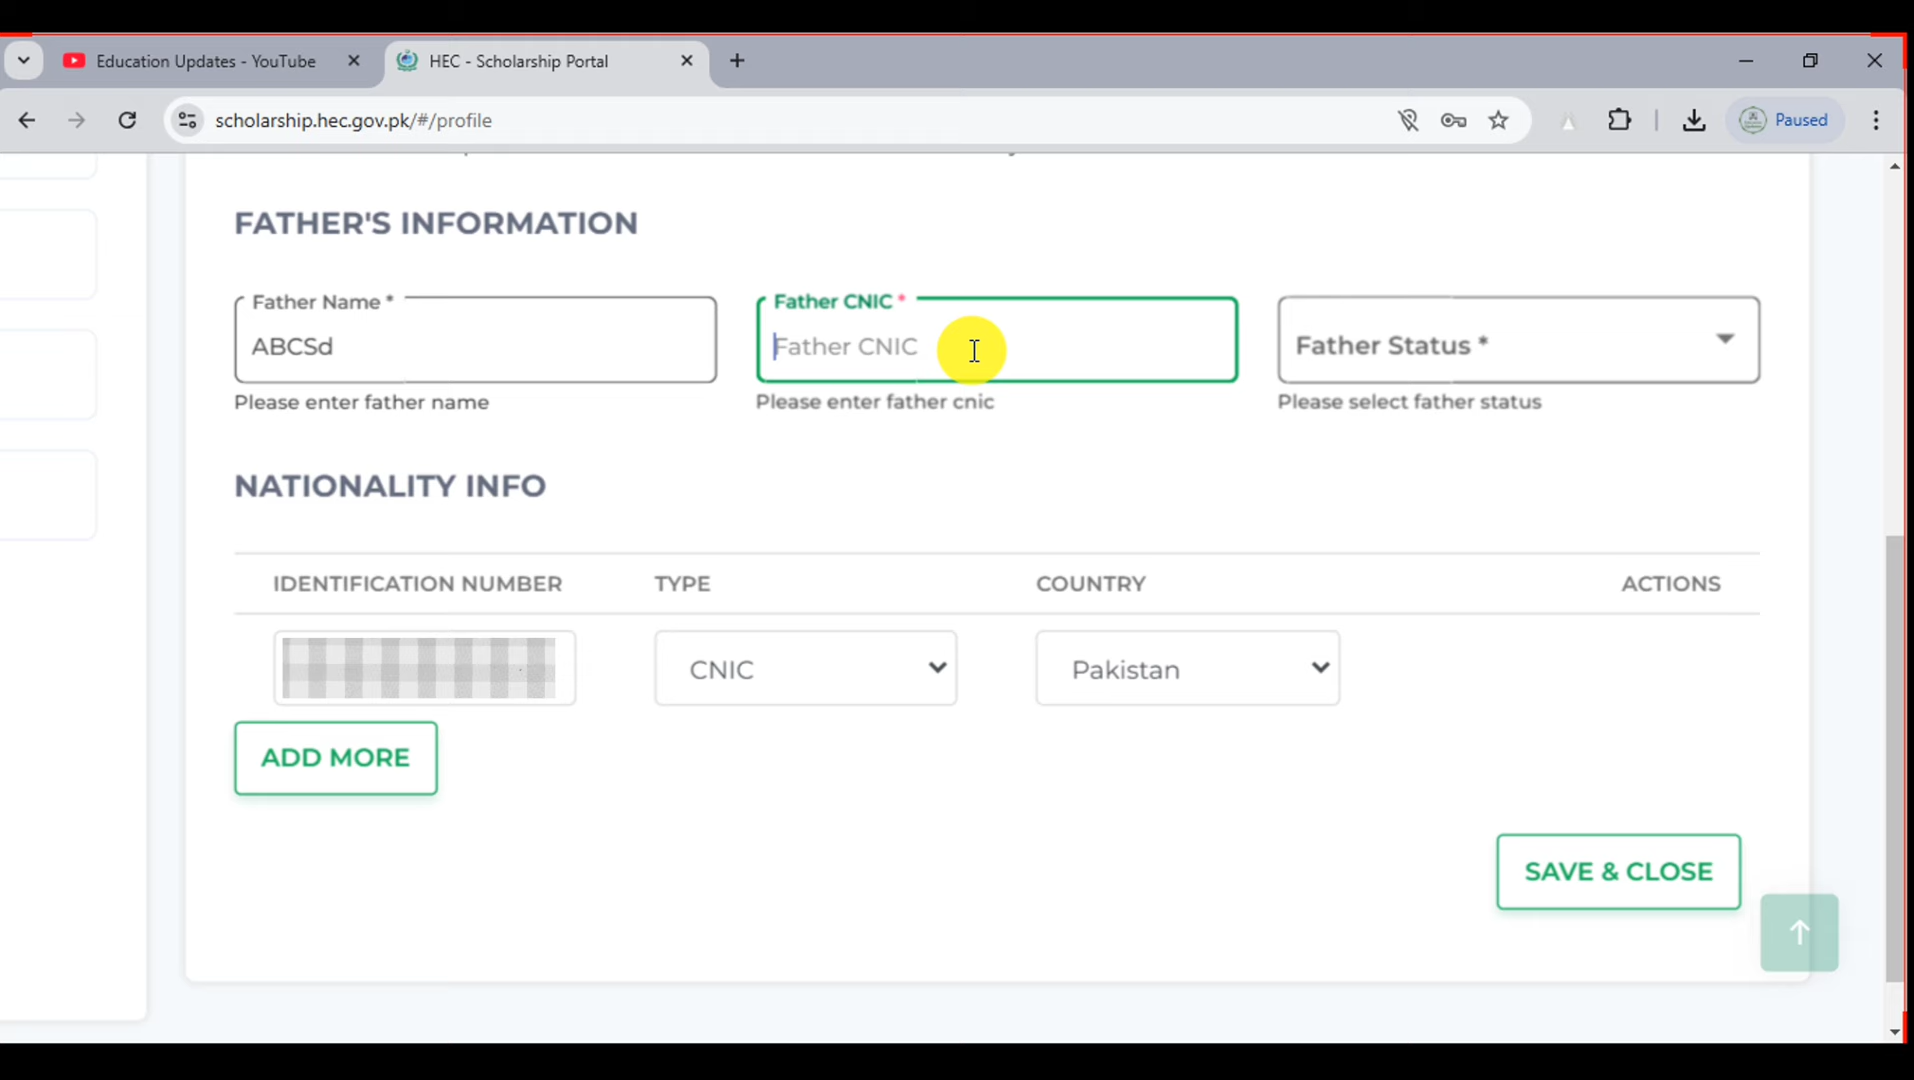 Education Updates - YouTube
HEC - Scholarship Portal
scholarship.hec.gov.pk/#/profile
Paused
FATHER'S INFORMATION
Father Name *
Father CNIC *
ABCSd
Father CNIC
Father Status *
Please enter father name
Please enter father cnic
Please select father status
NATIONALITY INFO
IDENTIFICATION NUMBER TYPE COUNTRY ACTIONS
CNIC Pakistan
ADD MORE
SAVE & CLOSE